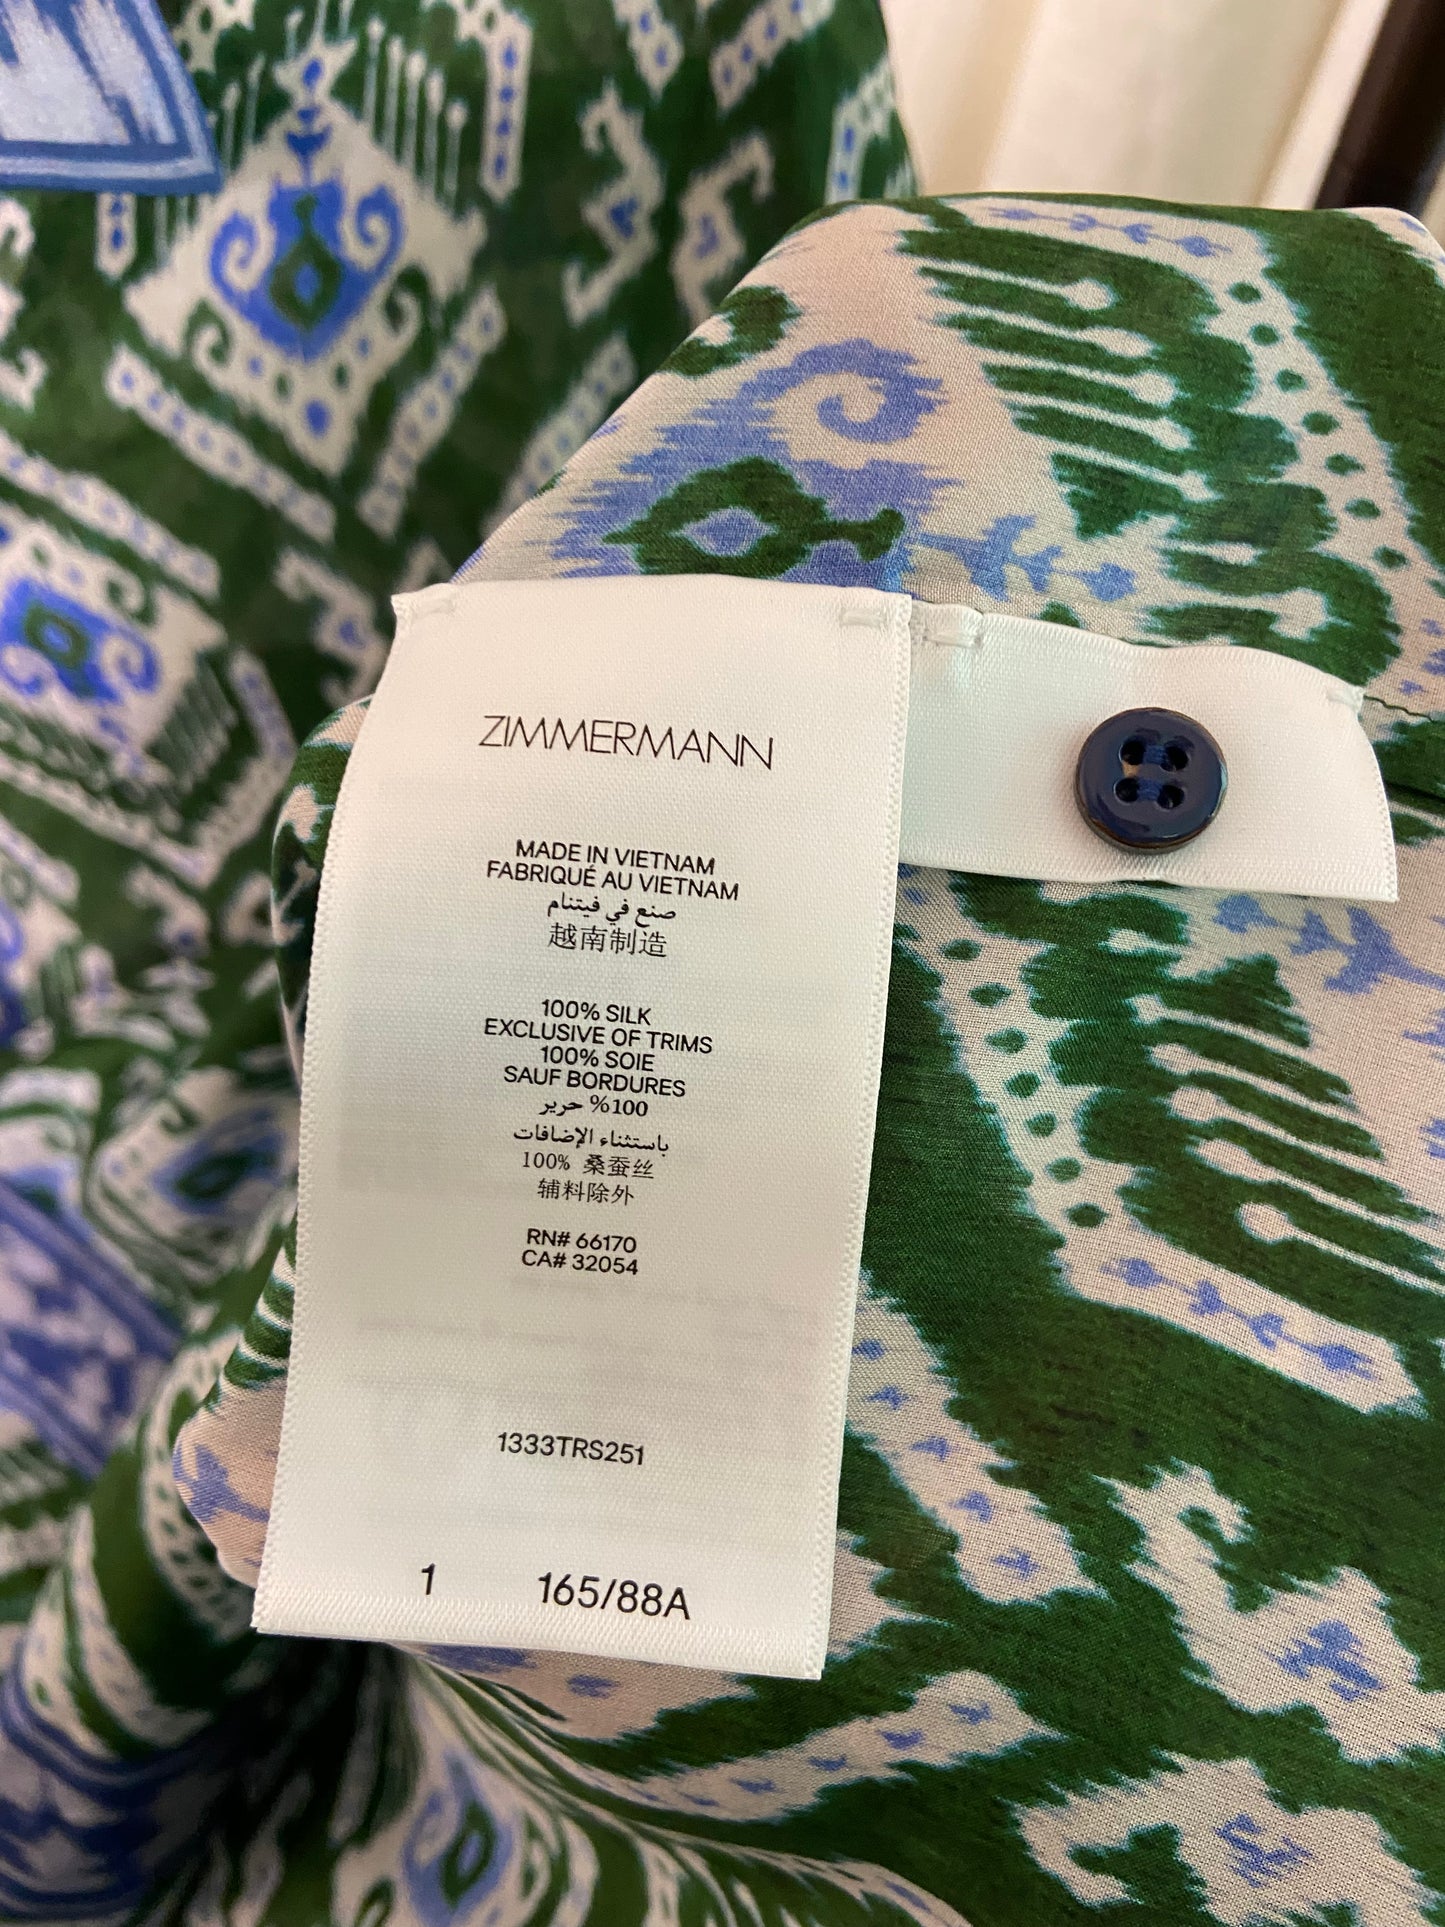 ZIMMERMANN
MADE IN VIETNAM
FABRIQUÉ AU VIETNAM
صنع في فيتنام
越南制造
100% SILK
EXCLUSIVE OF TRIMS
100% SOIE
SAUF BORDURES
100% حرير
باستثناء الإضافات
100% 桑蚕丝
辅料除外
RN# 66170
CA# 32054
1333TRS251
1 165/88A